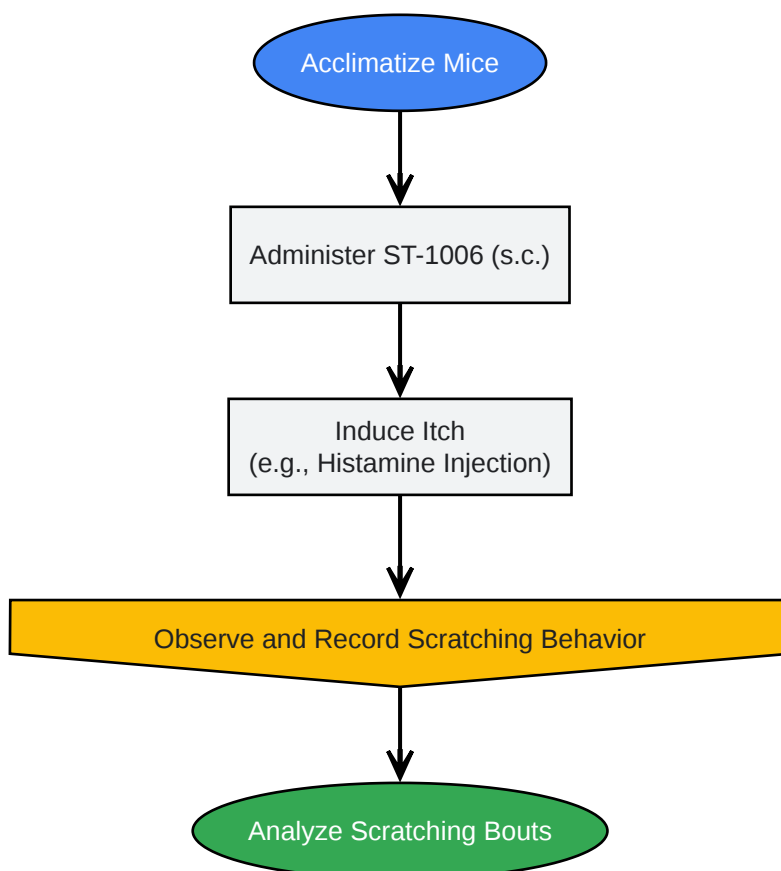 Acclimatize Mice
Administer ST-1006 (s.c.)
Induce Itch
(e.g., Histamine Injection)
Observe and Record Scratching Behavior
Analyze Scratching Bouts